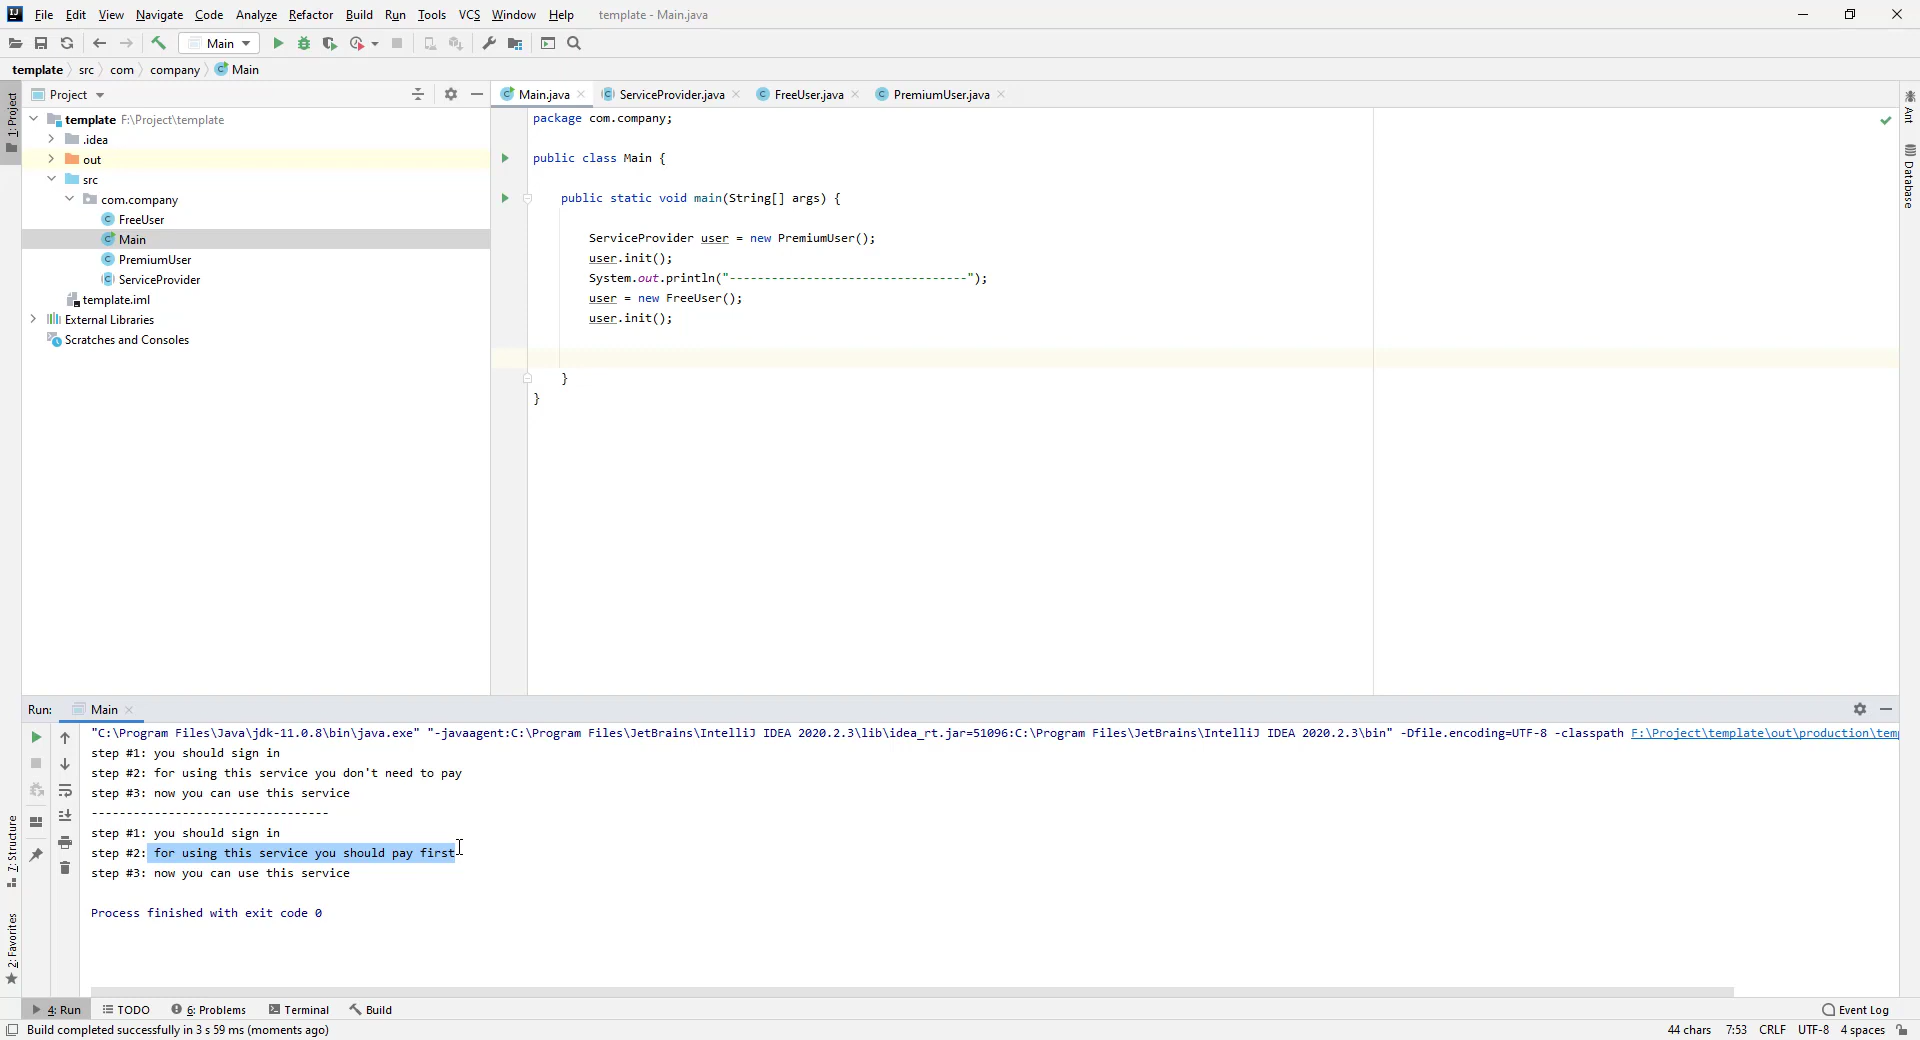 File Edit View Navigate Code Analyze Refactor Build Run Tools VCS Window Help template - Main.java
Main
template src com company Main
1: Project
Project
Main.java ServiceProvider.java FreeUser.java PremiumUser.java
Ant
Database
template F:\Project\template
.idea
out
src
com.company
FreeUser
Main
PremiumUser
ServiceProvider
template.iml
External Libraries
Scratches and Consoles
package com.company;
public class Main {
public static void main(String[] args) {
ServiceProvider user = new PremiumUser();
user.init();
System.out.println("----------------------------------");
user = new FreeUser();
user.init();
}
}
Run: Main
"C:\Program Files\Java\jdk-11.0.8\bin\java.exe" "-javaagent:C:\Program Files\JetBrains\IntelliJ IDEA 2020.2.3\lib\idea_rt.jar=51096:C:\Program Files\JetBrains\IntelliJ IDEA 2020.2.3\bin" -Dfile.encoding=UTF-8 -classpath F:\Project\template\out\production\temp
step #1: you should sign in
step #2: for using this service you don't need to pay
step #3: now you can use this service
----------------------------------
step #1: you should sign in
step #2: for using this service you should pay first
step #3: now you can use this service
Process finished with exit code 0
7: Structure
2: Favorites
4: Run TODO 6: Problems Terminal Build Event Log
Build completed successfully in 3 s 59 ms (moments ago) 44 chars 7:53 CRLF UTF-8 4 spaces